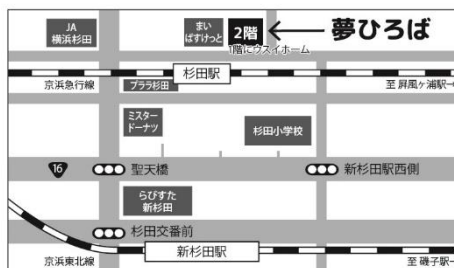 JA
横浜杉田
まい
ばすけっと
2階
夢ひろば
1階にウスイホーム
杉田駅
京浜急行線
プララ杉田
至 屏風ヶ浦駅→
ミスター
ドーナツ
杉田小学校
16
聖天橋
新杉田駅西側
らびすた
新杉田
杉田交番前
新杉田駅
京浜東北線
至 磯子駅→